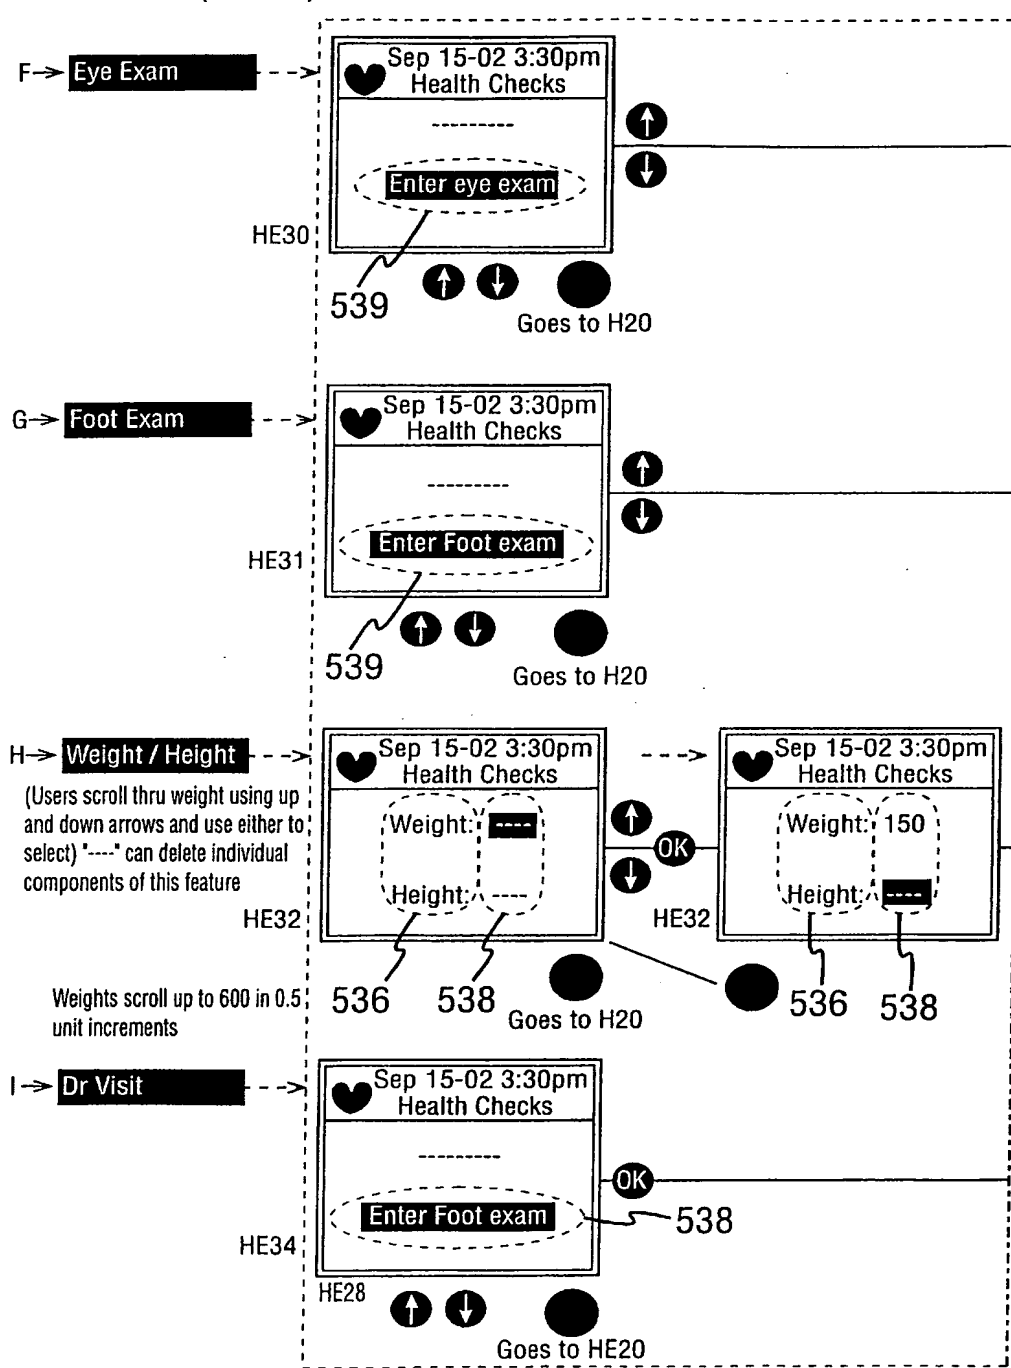 F
Eye Exam
Sep 15-02 3:30pm
Health Checks
---------
Enter eye exam
HE30
539
Goes to H20
G
Foot Exam
Sep 15-02 3:30pm
Health Checks
---------
Enter Foot exam
HE31
539
Goes to H20
H
Weight / Height
(Users scroll thru weight using up
and down arrows and use either to
select) "----" can delete individual
components of this feature
Sep 15-02 3:30pm
Health Checks
Weight: ----
Height: ----
HE32
536
538
Goes to H20
OK
Sep 15-02 3:30pm
Health Checks
Weight: 150
Height: ----
HE32
536
538
Weights scroll up to 600 in 0.5
unit increments
I
Dr Visit
Sep 15-02 3:30pm
Health Checks
---------
Enter Foot exam
OK
538
HE34
HE28
Goes to HE20